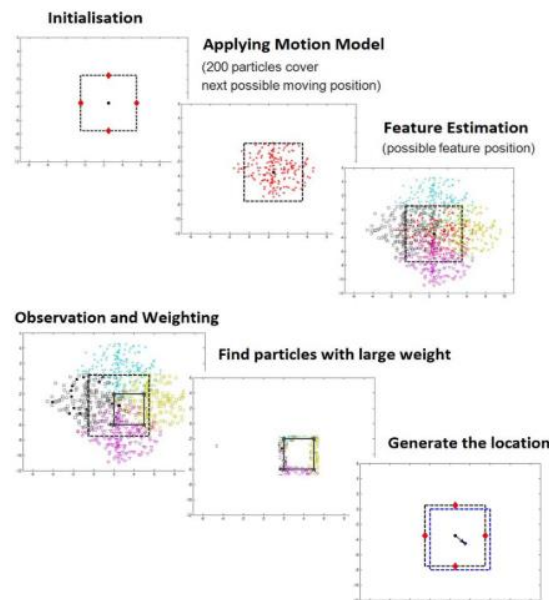 Initialisation
Applying Motion Model
(200 particles cover
next possible moving position)
Feature Estimation
(possible feature position)
Observation and Weighting
Find particles with large weight
Generate the location